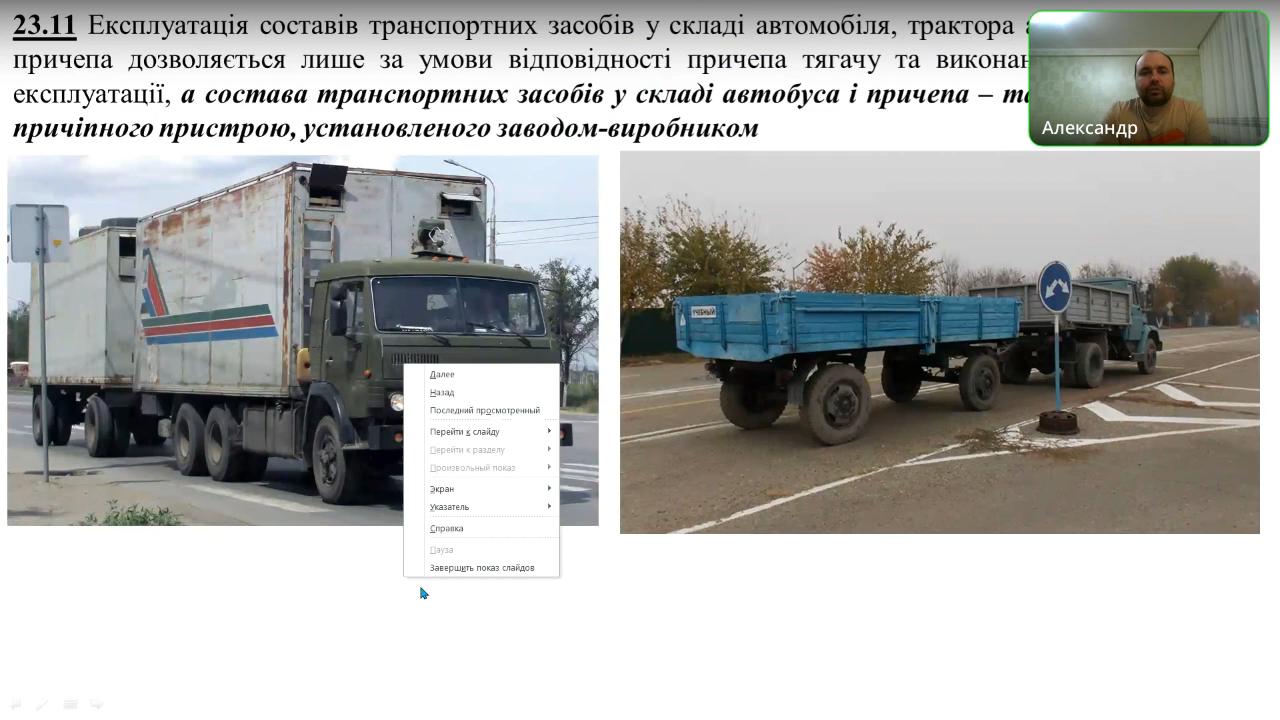 23.11 Експлуатація составів транспортних засобів у складі автомобіля, трактора
причепа дозволяється лише за умови відповідності причепа тягачу та
експлуатації, а состава транспортних засобів у складі автобуса і причепа –
причіпного пристрою, установленого заводом-виробником
Александр
УЧЕБНЫЙ
Далее
Назад
Последний просмотренный
Перейти к слайду
Перейти к разделу
Произвольный показ
Экран
Указатель
Справка
Пауза
Завершить показ слайдов